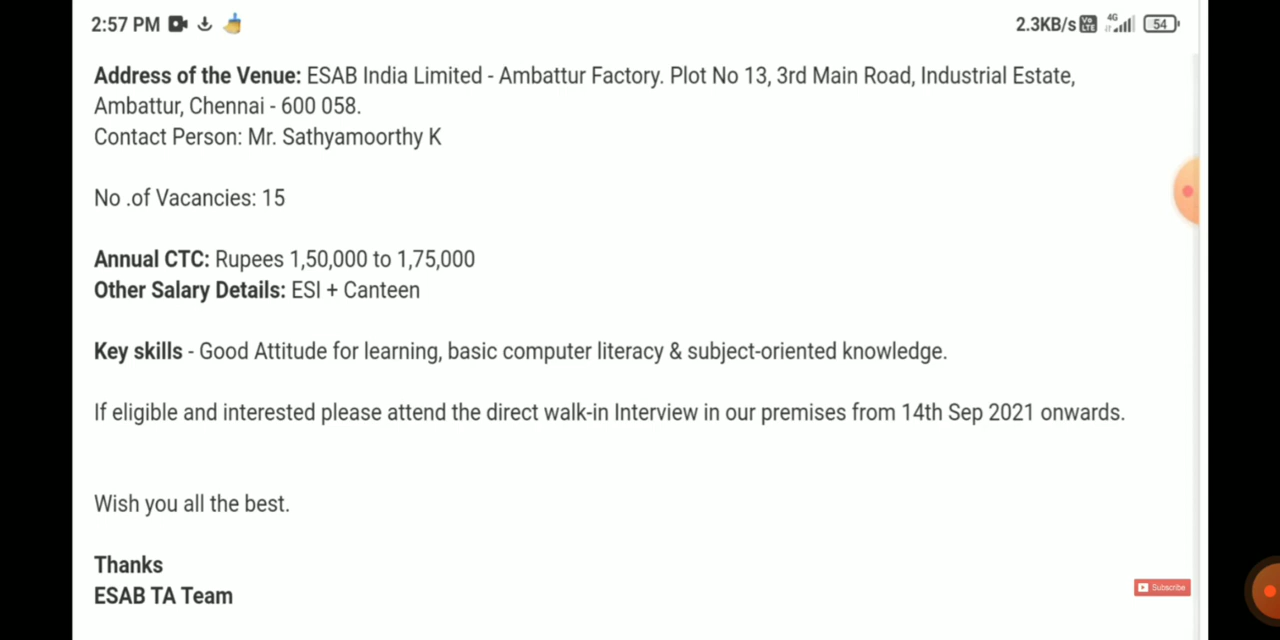 2:57 PM
2.3KB/s Vo LTE 4G 54
Address of the Venue: ESAB India Limited - Ambattur Factory. Plot No 13, 3rd Main Road, Industrial Estate,
Ambattur, Chennai - 600 058.
Contact Person: Mr. Sathyamoorthy K
No .of Vacancies: 15
Annual CTC: Rupees 1,50,000 to 1,75,000
Other Salary Details: ESI + Canteen
Key skills - Good Attitude for learning, basic computer literacy & subject-oriented knowledge.
If eligible and interested please attend the direct walk-in Interview in our premises from 14th Sep 2021 onwards.
Wish you all the best.
Thanks
Subscribe
ESAB TA Team